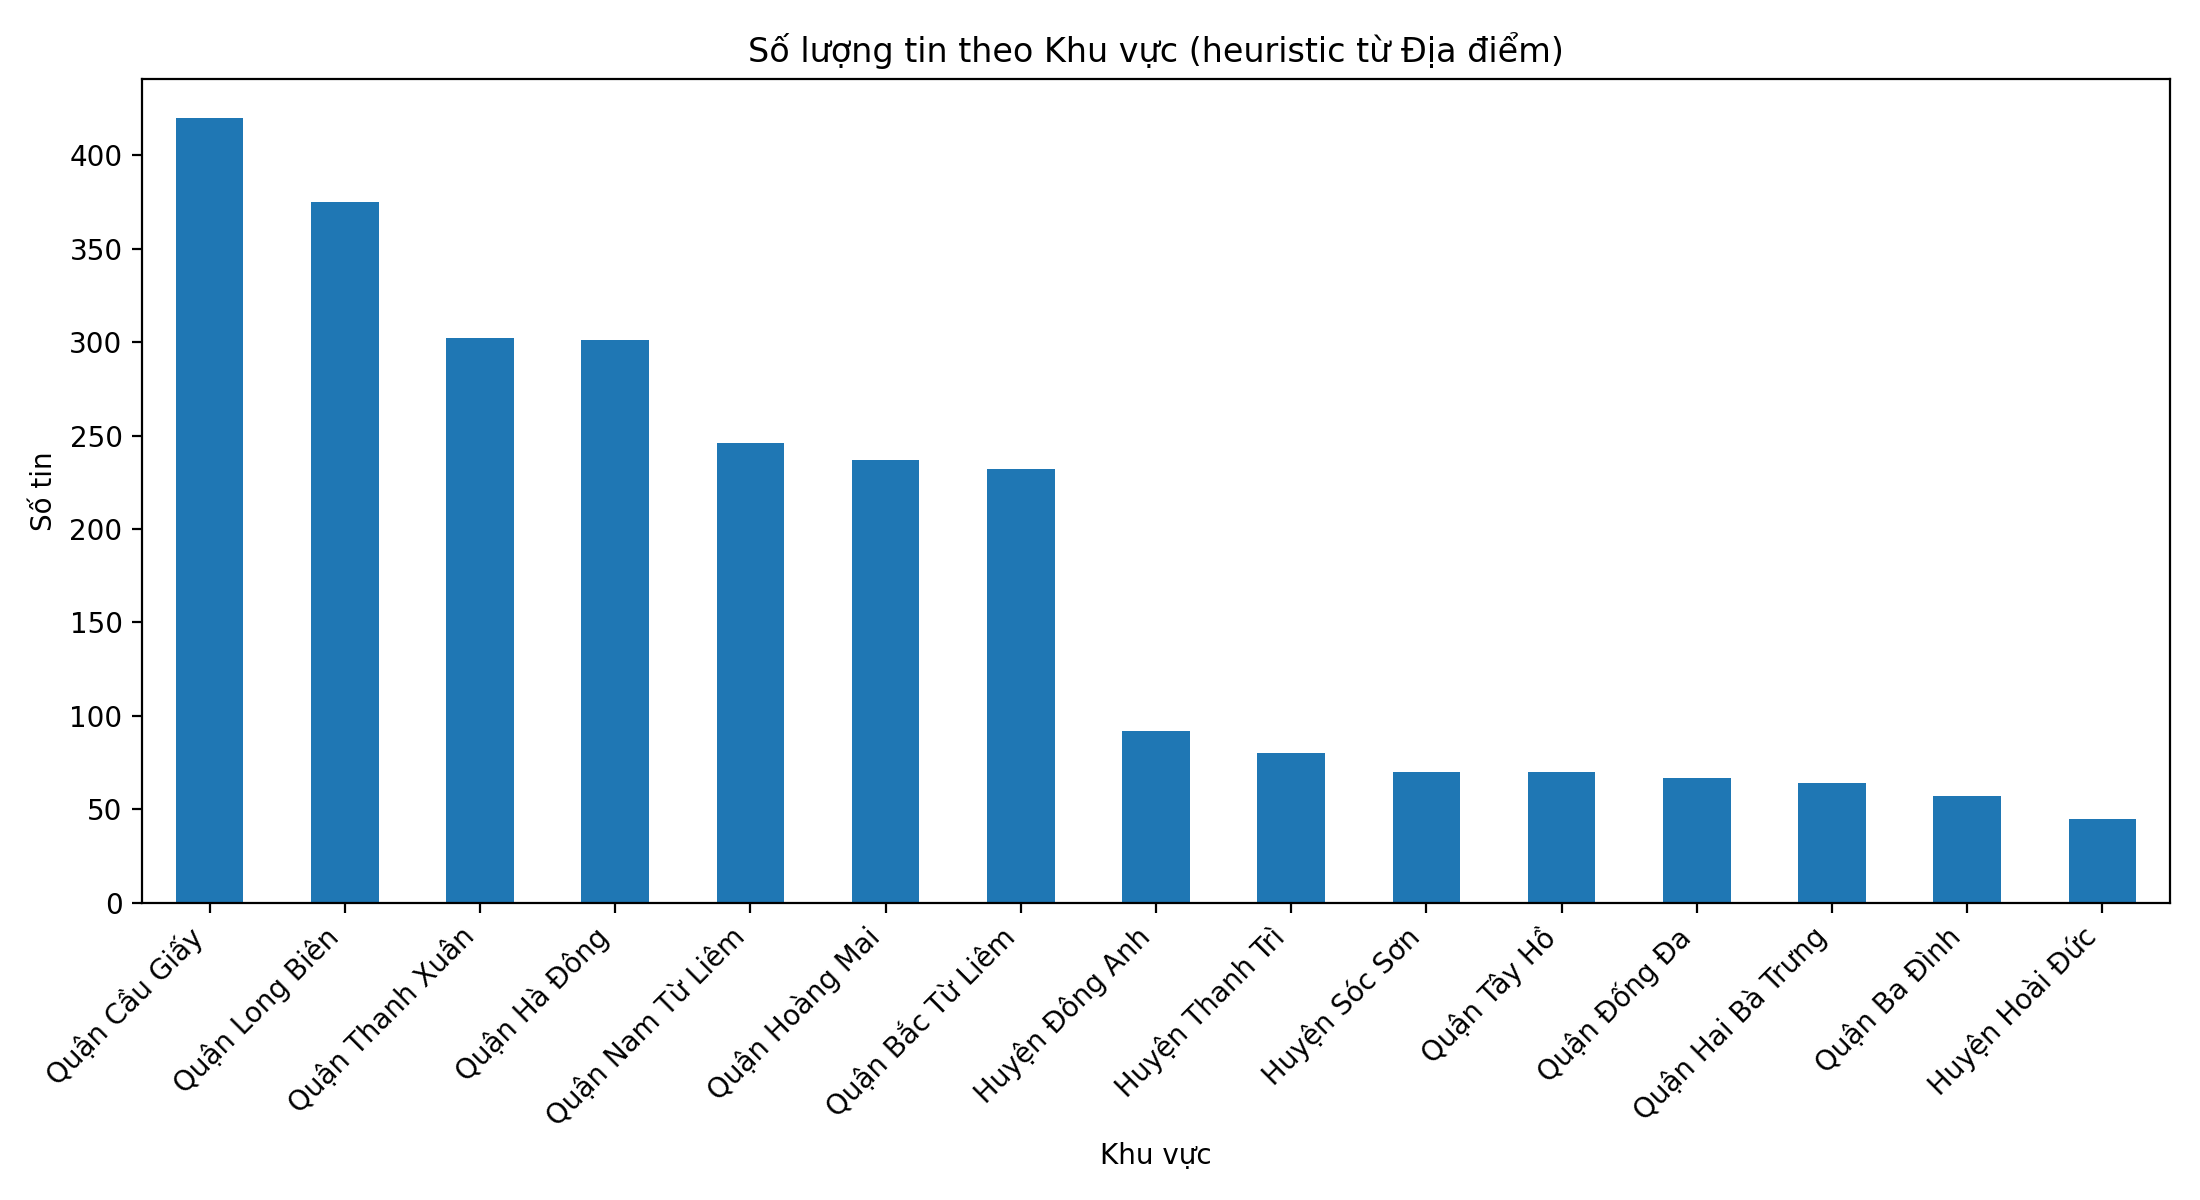 Số lượng tin theo Khu vực (heuristic từ Địa điểm)
Số tin
400
350
300
250
200
150
100
50
0
Quận Cầu Giấy
Quận Long Biên
Quận Thanh Xuân
Quận Hà Đông
Quận Nam Từ Liêm
Quận Hoàng Mai
Quận Bắc Từ Liêm
Huyện Đông Anh
Huyện Thanh Trì
Huyện Sóc Sơn
Quận Tây Hồ
Quận Đống Đa
Quận Hai Bà Trưng
Quận Ba Đình
Huyện Hoài Đức
Khu vực